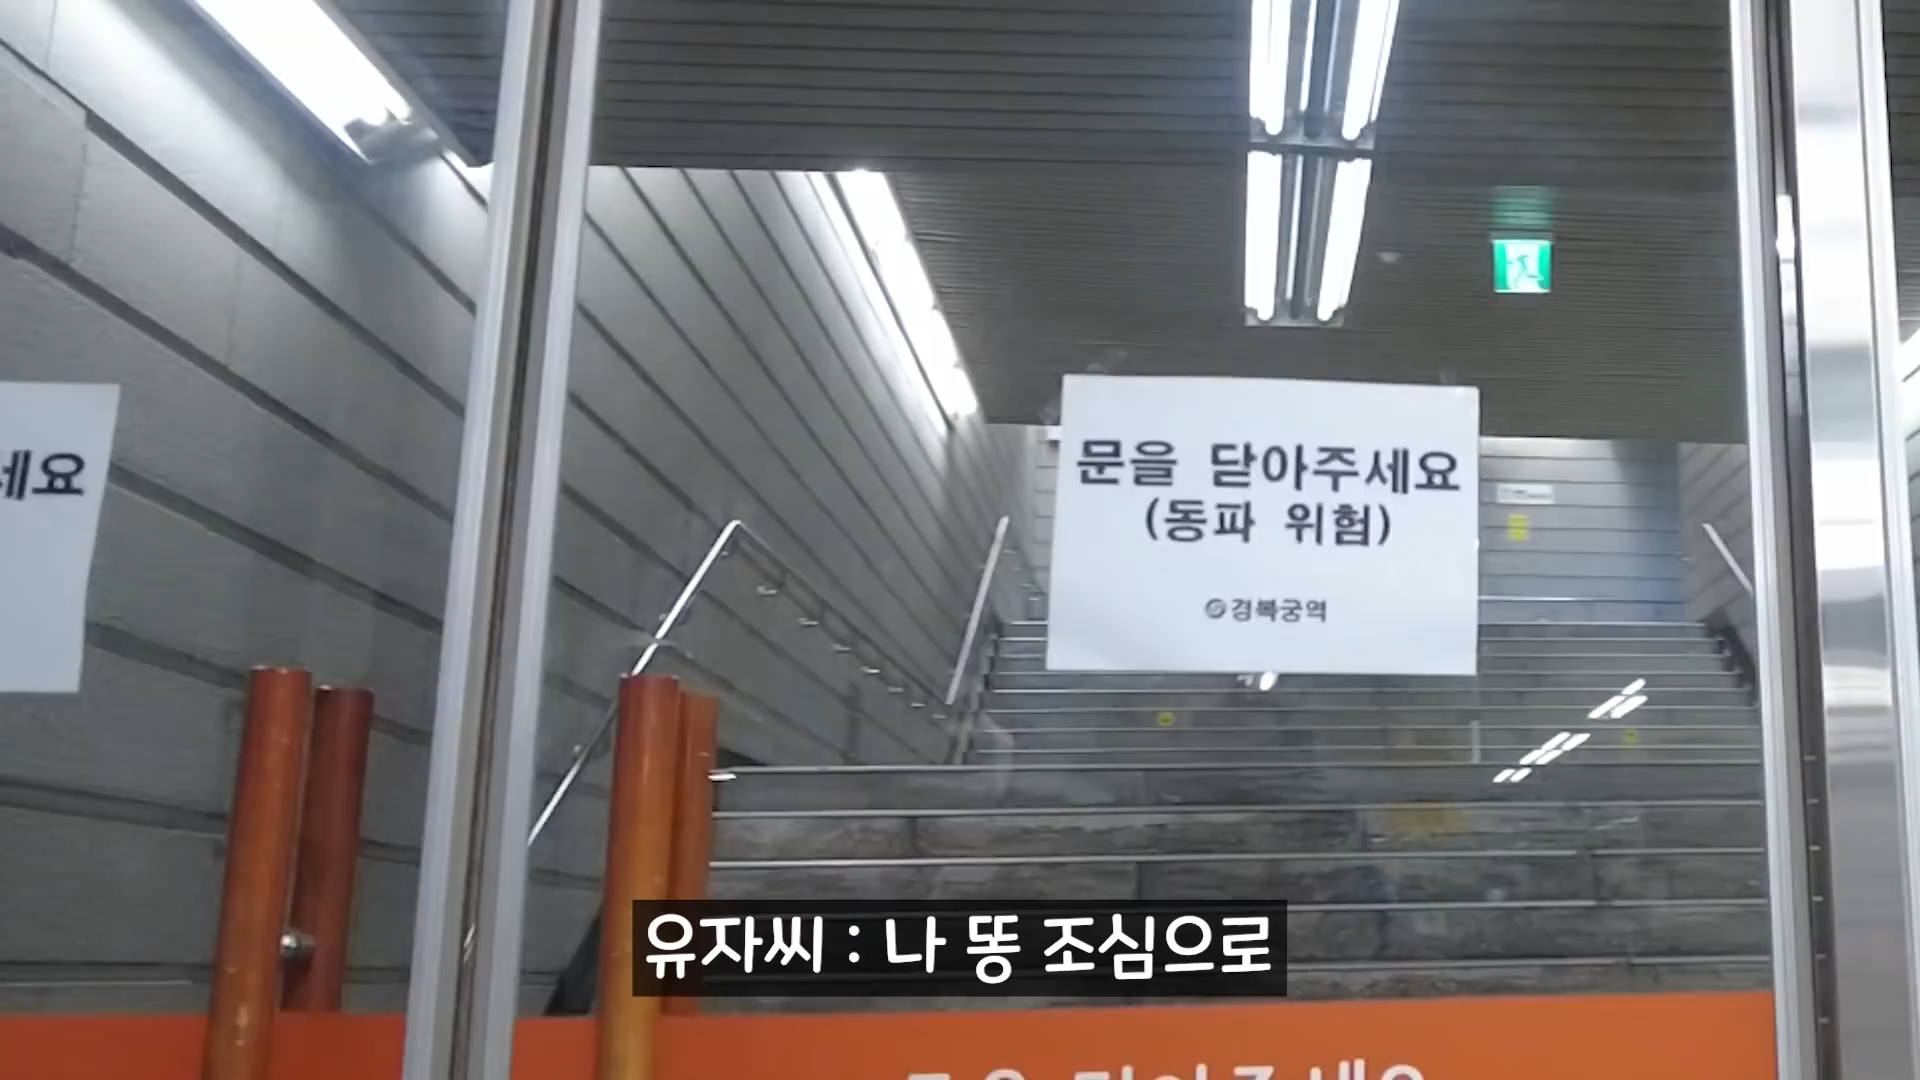 세요
문을 닫아주세요
(동파 위험)
경복궁역
유자씨 : 나 똥 조심으로